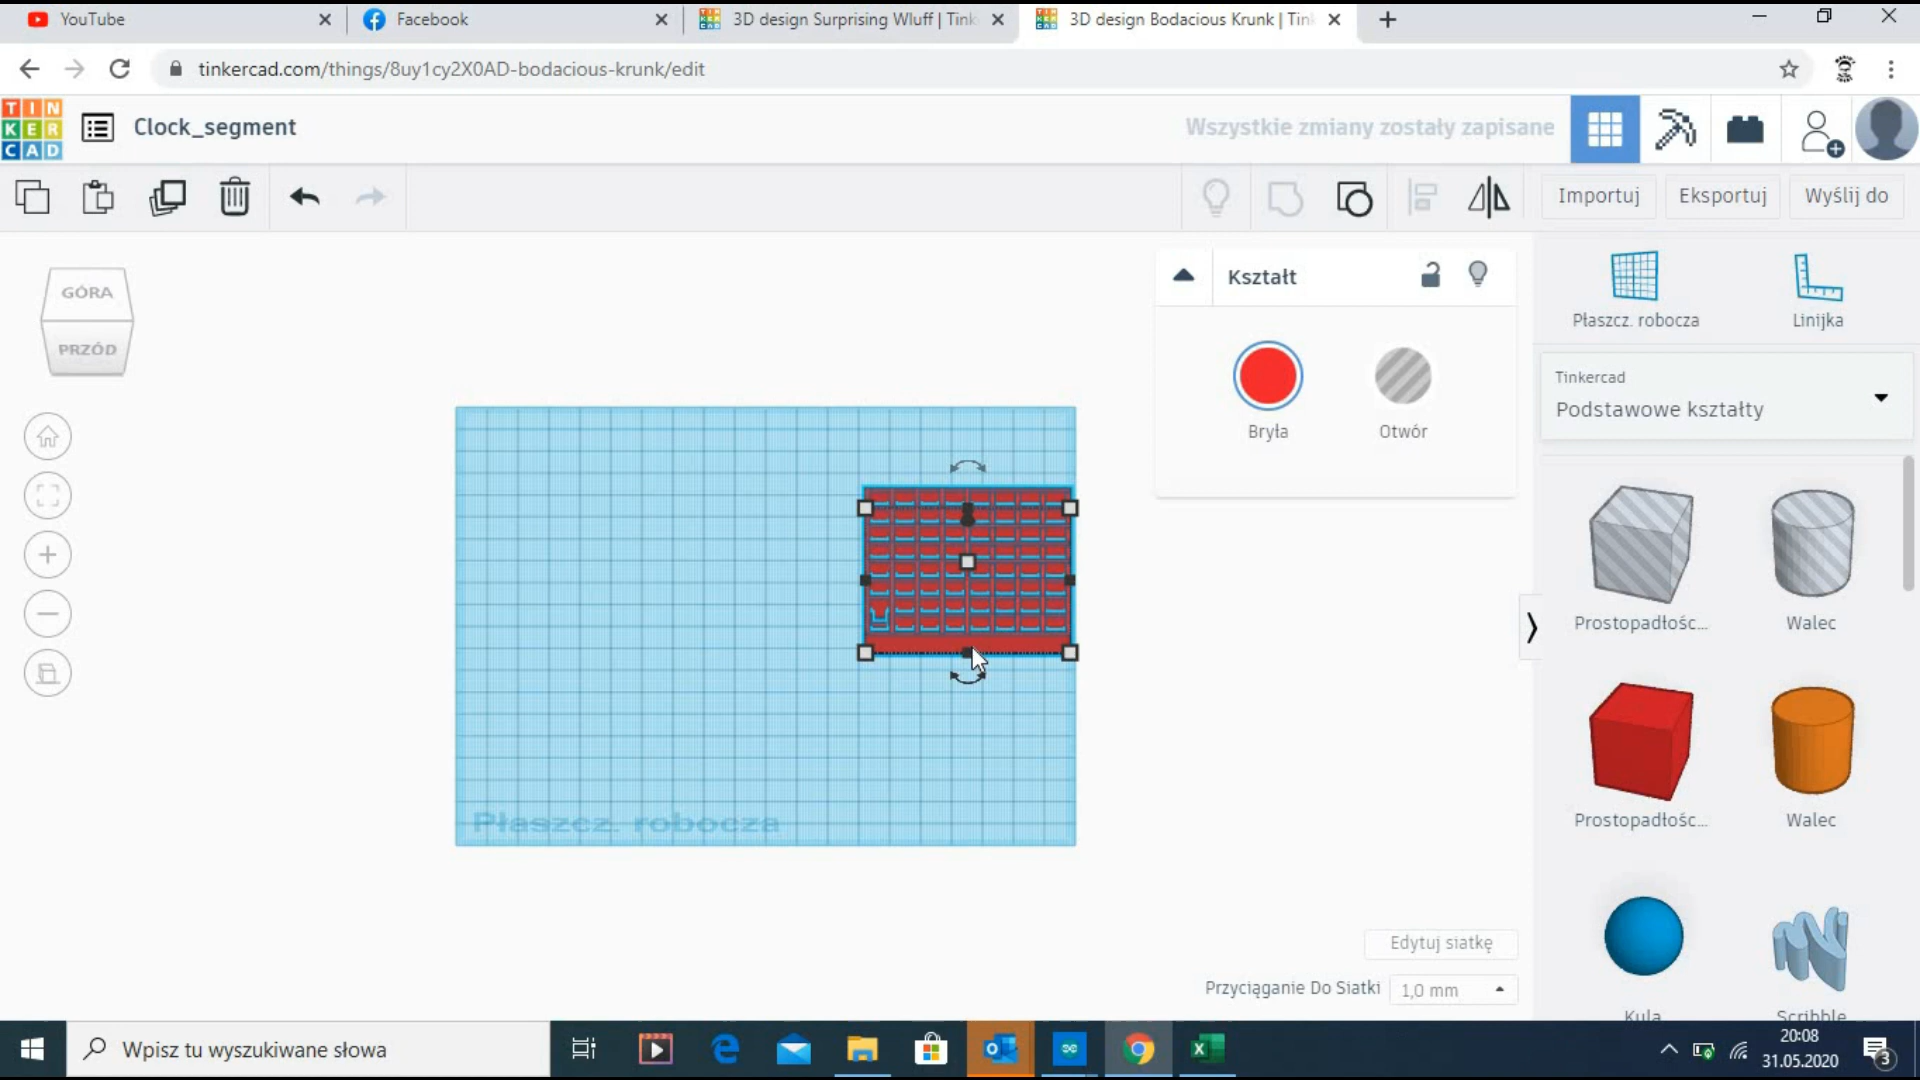 YouTube
Facebook
3D design Surprising Wluff | Tink
3D design Bodacious Krunk | Tin
tinkercad.com/things/8uy1cy2X0AD-bodacious-krunk/edit
TIN
KER
CAD
Clock_segment
Wszystkie zmiany zostały zapisane
Importuj
Eksportuj
Wyślij do
GÓRA
PRZÓD
Kształt
Bryła
Otwór
Płaszcz. robocza
Linijka
Tinkercad
Podstawowe kształty
Prostopadłośc...
Walec
Prostopadłośc...
Walec
Kula
Scribble
Płaszcz. robocza
Edytuj siatkę
Przyciąganie Do Siatki
1,0 mm
Wpisz tu wyszukiwane słowa
20:08
31.05.2020
3